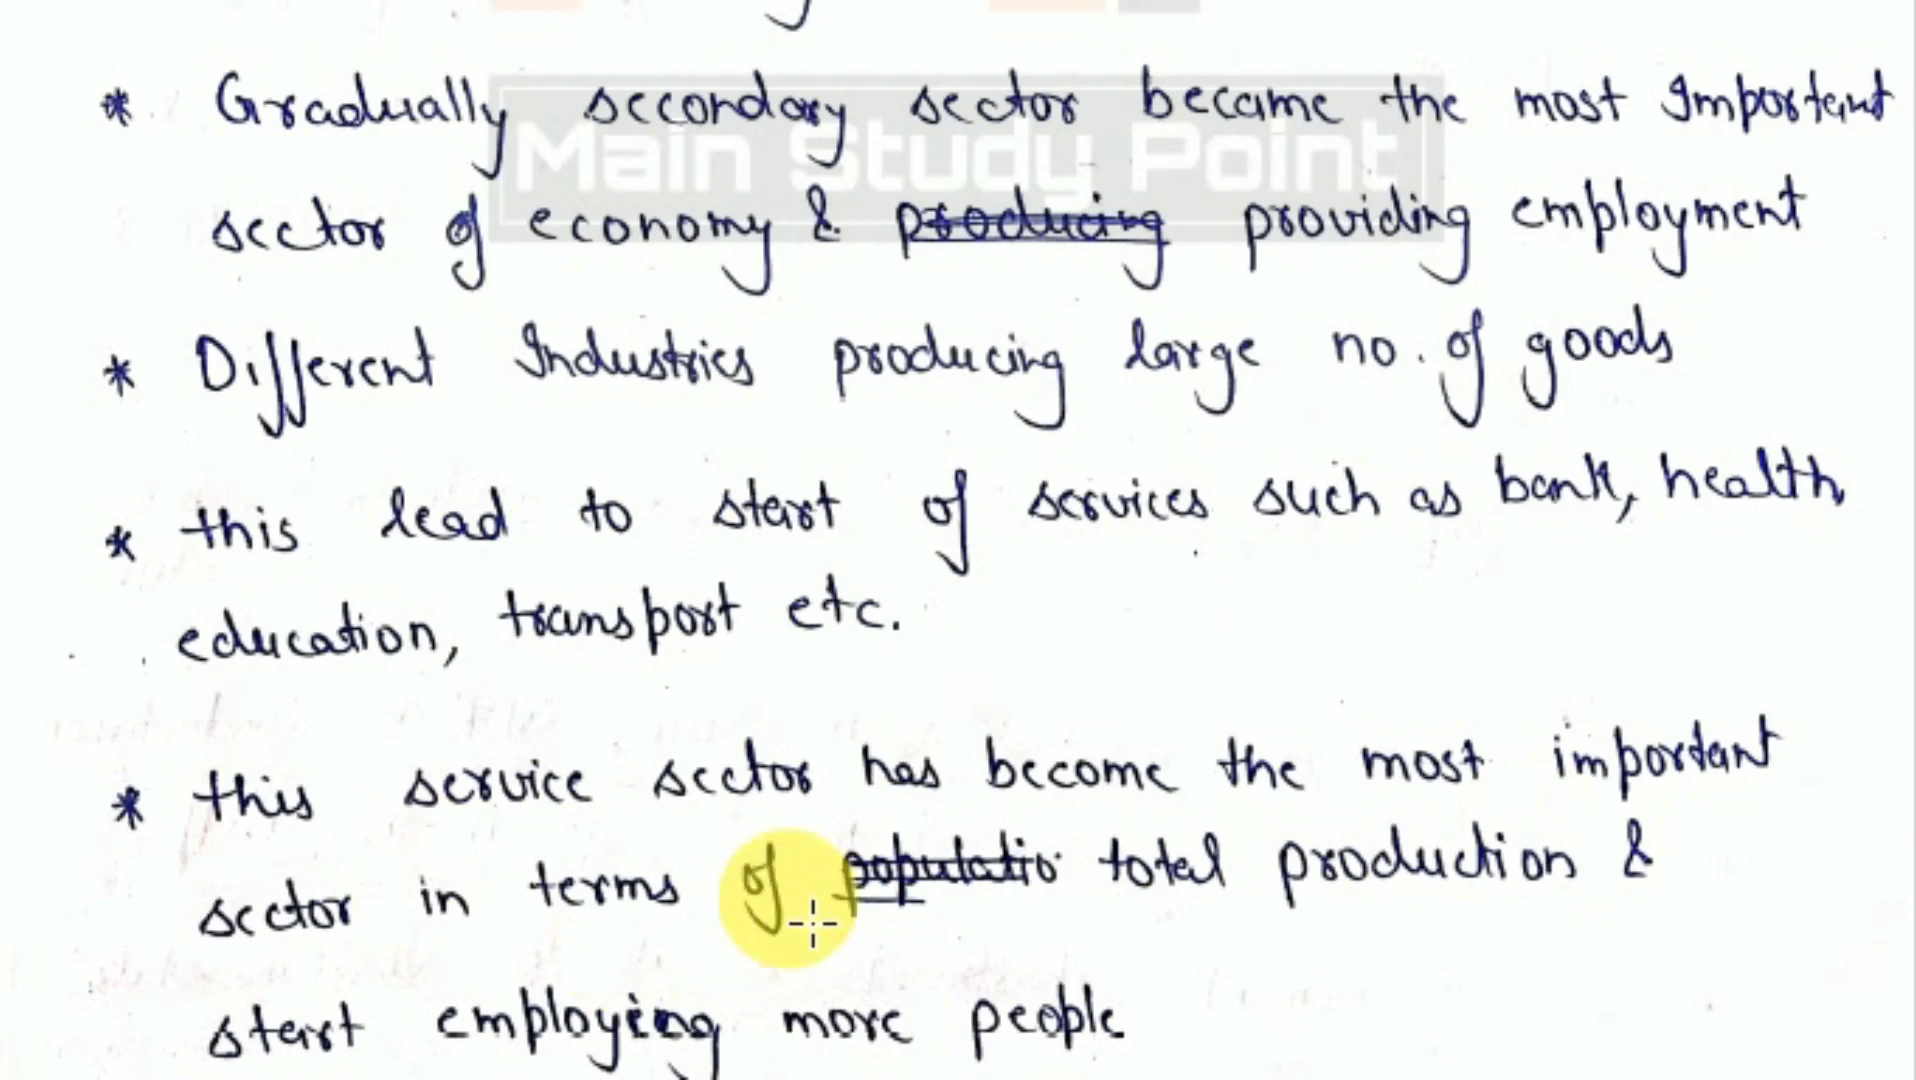 * Gradually secondary sector became the most Important
Main Study Point
sector of economy & producing providing employment
* Different Industries producing large no. of goods
* this lead to start of services such as bank, health,
education, transport etc.
* this service sector has become the most important
sector in terms of populatio total production &
start employing more people